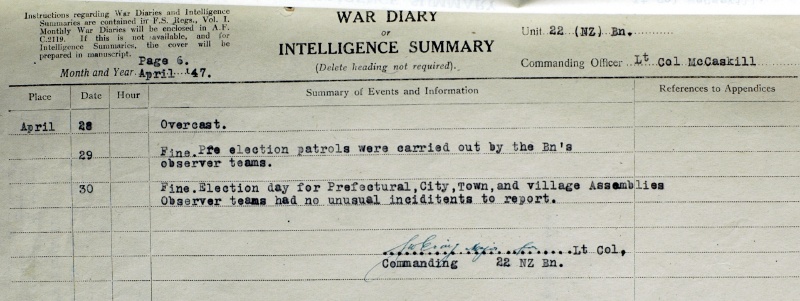 Instructions regarding War Diaries and Intelligence
Summaries are contained in F.S. Regs., Vol. I.
Monthly War Diaries will be enclosed in A.F.
C.2119. If this is not available, and for
Intelligence Summaries, the cover will be
prepared in manuscript.
Page 6.
Month and Year April '47.
WAR DIARY
OR
INTELLIGENCE SUMMARY
(Delete heading not required).
Unit 22 (NZ) Bn.
Commanding Officer Lt Col McCaskill
Place Date Hour Summary of Events and Information References to Appendices
April 28 Overcast.
29 Fine. Pre election patrols were carried out by the Bn's
observer teams.
30 Fine. Election day for Prefectural, City, Town, and village Assemblies
Observer teams had no unusual inciditents to report.
Lt Col,
Commanding 22 NZ Bn.